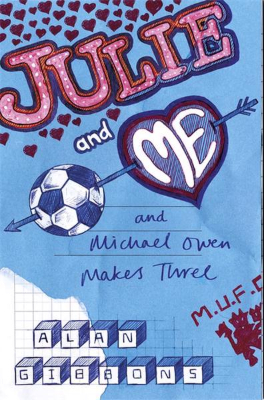 JULIE
and
ME
and
Michael Owen
Makes Three
M.U.F.C
ALAN
GIBBONS